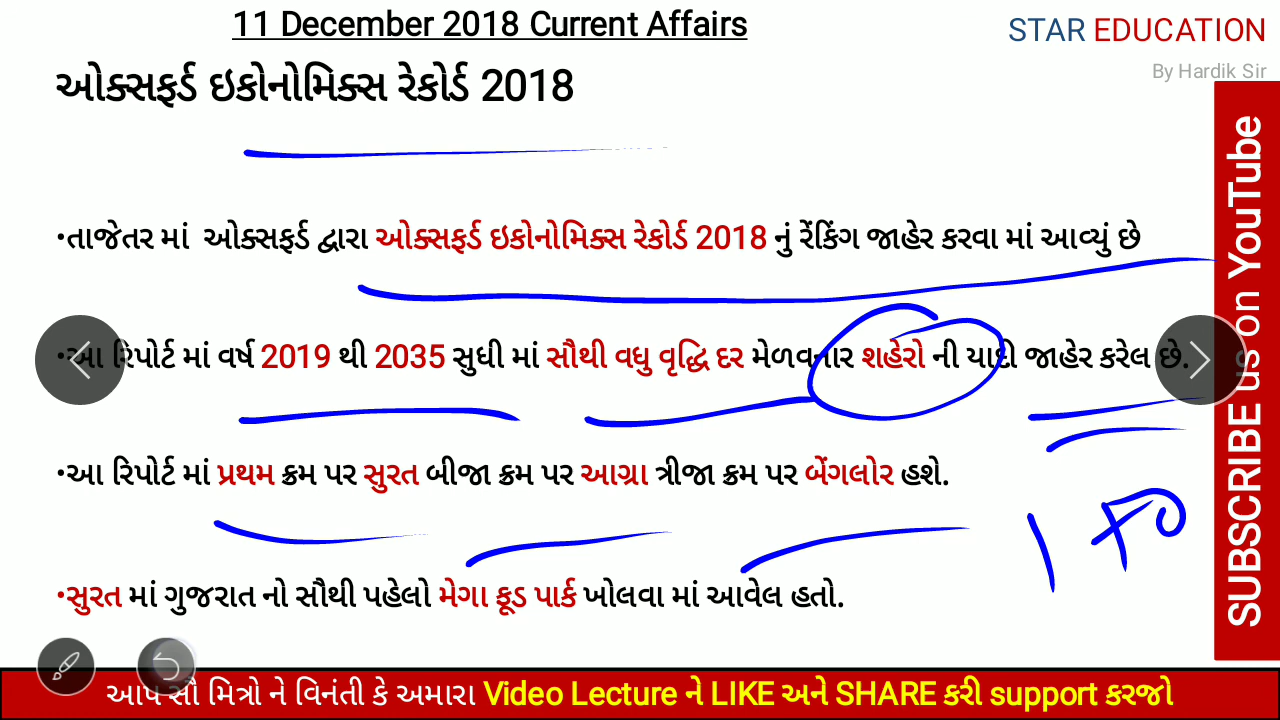 11 December 2018 Current Affairs
STAR EDUCATION
By Hardik Sir
ઓક્સફર્ડ ઇકોનોમિક્સ રેકોર્ડ 2018
•તાજેતર માં ઓક્સફર્ડ દ્વારા ઓક્સફર્ડ ઇકોનોમિક્સ રેકોર્ડ 2018 નું રેંકિંગ જાહેર કરવા માં આવ્યું છે
•આ રિપોર્ટ માં વર્ષ 2019 થી 2035 સુધી માં સૌથી વધુ વૃદ્ધિ દર મેળવનાર શહેરો ની યાદી જાહેર કરેલ છે.
•આ રિપોર્ટ માં પ્રથમ ક્રમ પર સુરત બીજા ક્રમ પર આગ્રા ત્રીજા ક્રમ પર બેંગલોર હશે.
•સુરત માં ગુજરાત નો સૌથી પહેલો મેગા ફૂડ પાર્ક ખોલવા માં આવેલ હતો.
SUBSCRIBE us on YouTube
આપ સૌ મિત્રો ને વિનંતી કે અમારા Video Lecture ને LIKE અને SHARE કરી support કરજો